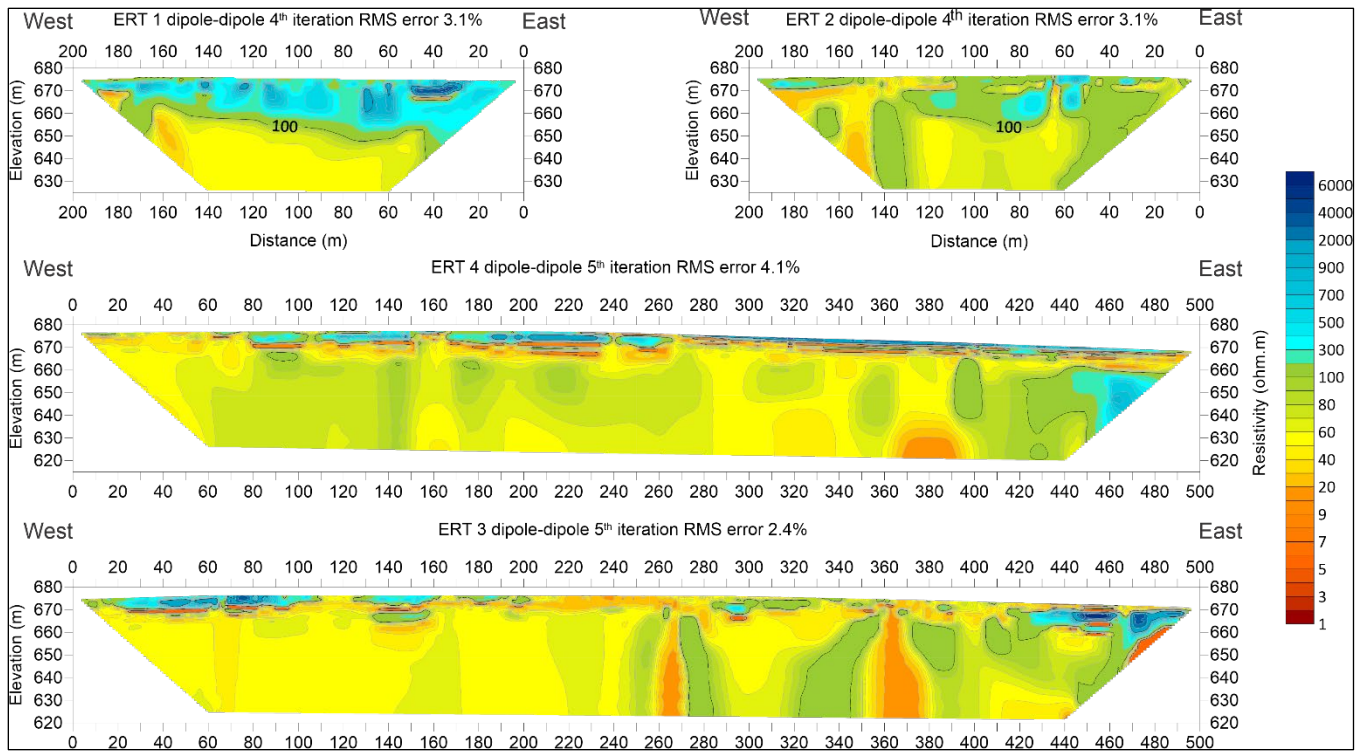 West ERT 1 dipole-dipole 4th iteration RMS error 3.1% East
200 180 160 140 120 100 80 60 40 20 0
680 680
670 670
660 660
650 650
640 640
630 630
100
Elevation (m)
200 180 160 140 120 100 80 60 40 20 0
Distance (m)
West ERT 2 dipole-dipole 4th iteration RMS error 3.1% East
200 180 160 140 120 100 80 60 40 20 0
680 680
670 670
660 660
650 650
640 640
630 630
100
Elevation (m)
200 180 160 140 120 100 80 60 40 20 0
Distance (m)
West ERT 4 dipole-dipole 5th iteration RMS error 4.1% East
0 20 40 60 80 100 120 140 160 180 200 220 240 260 280 300 320 340 360 380 400 420 440 460 480 500
680 680
670 670
660 660
650 650
640 640
630 630
620 620
Elevation (m)
0 20 40 60 80 100 120 140 160 180 200 220 240 260 280 300 320 340 360 380 400 420 440 460 480 500
West ERT 3 dipole-dipole 5th iteration RMS error 2.4% East
0 20 40 60 80 100 120 140 160 180 200 220 240 260 280 300 320 340 360 380 400 420 440 460 480 500
680 680
670 670
660 660
650 650
640 640
630 630
620 620
Elevation (m)
0 20 40 60 80 100 120 140 160 180 200 220 240 260 280 300 320 340 360 380 400 420 440 460 480 500
Resistivity (ohm.m)
6000
4000
2000
900
700
500
300
100
80
60
40
20
9
7
5
3
1